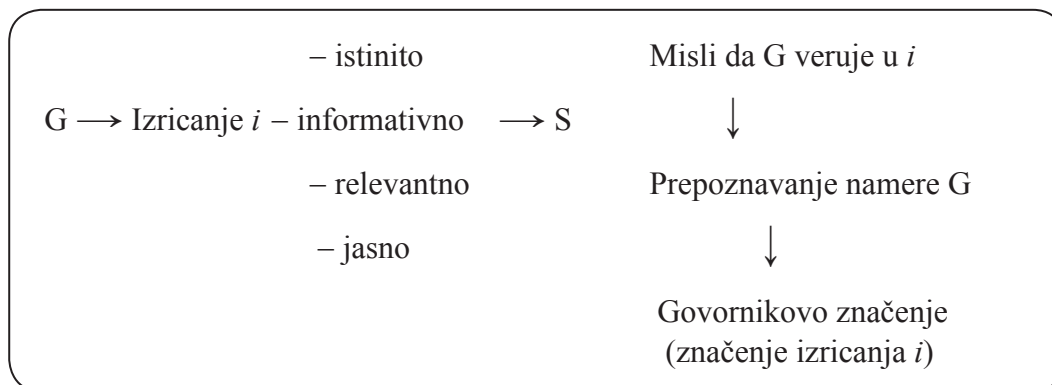 – istinito
Misli da G veruje u i
G ⟶ Izricanje i – informativno ⟶ S
↓
– relevantno
Prepoznavanje namere G
– jasno
↓
Govornikovo značenje
(značenje izricanja i)